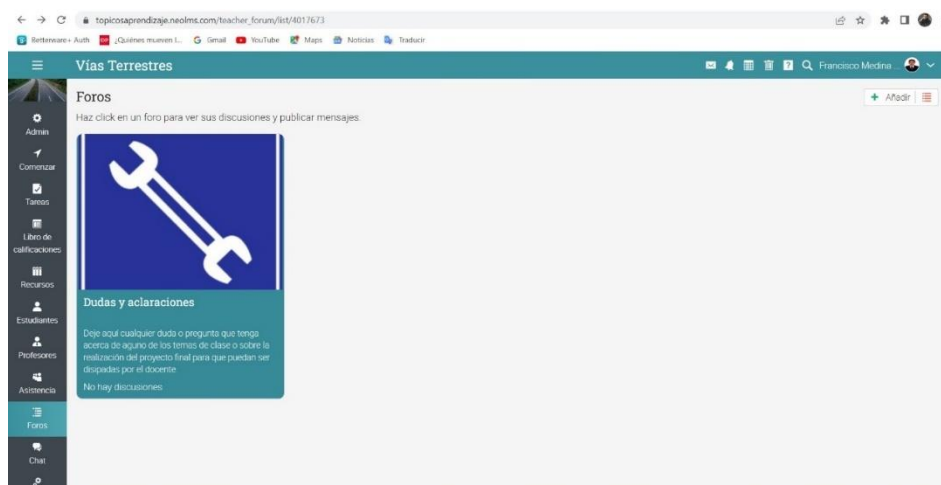 topicosaprendizaje.neolms.com/teacher_forum/list/4017673
Betterware+ Auth
¿Quiénes mueven l...
Gmail
YouTube
Maps
Noticias
Traducir
Vías Terrestres
Francisco Medina
Foros
+ Añadir
Haz click en un foro para ver sus discusiones y publicar mensajes.
Admin
Comenzar
Tareas
Libro de
calificaciones
Recursos
Estudiantes
Profesores
Asistencia
Foros
Chat
Dudas y aclaraciones
Deje aquí cualquier duda o pregunta que tenga
acerca de aguno de los temas de clase o sobre la
realización del proyecto final para que puedan ser
disipadas por el docente
No hay discusiones